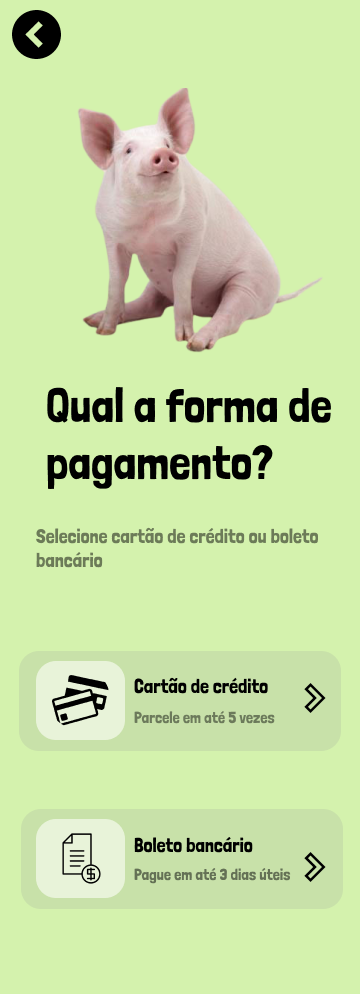 Qual a forma de
pagamento?
Selecione cartão de crédito ou boleto
bancário
Cartão de crédito
Parcele em até 5 vezes
Boleto bancário
Pague em até 3 dias úteis